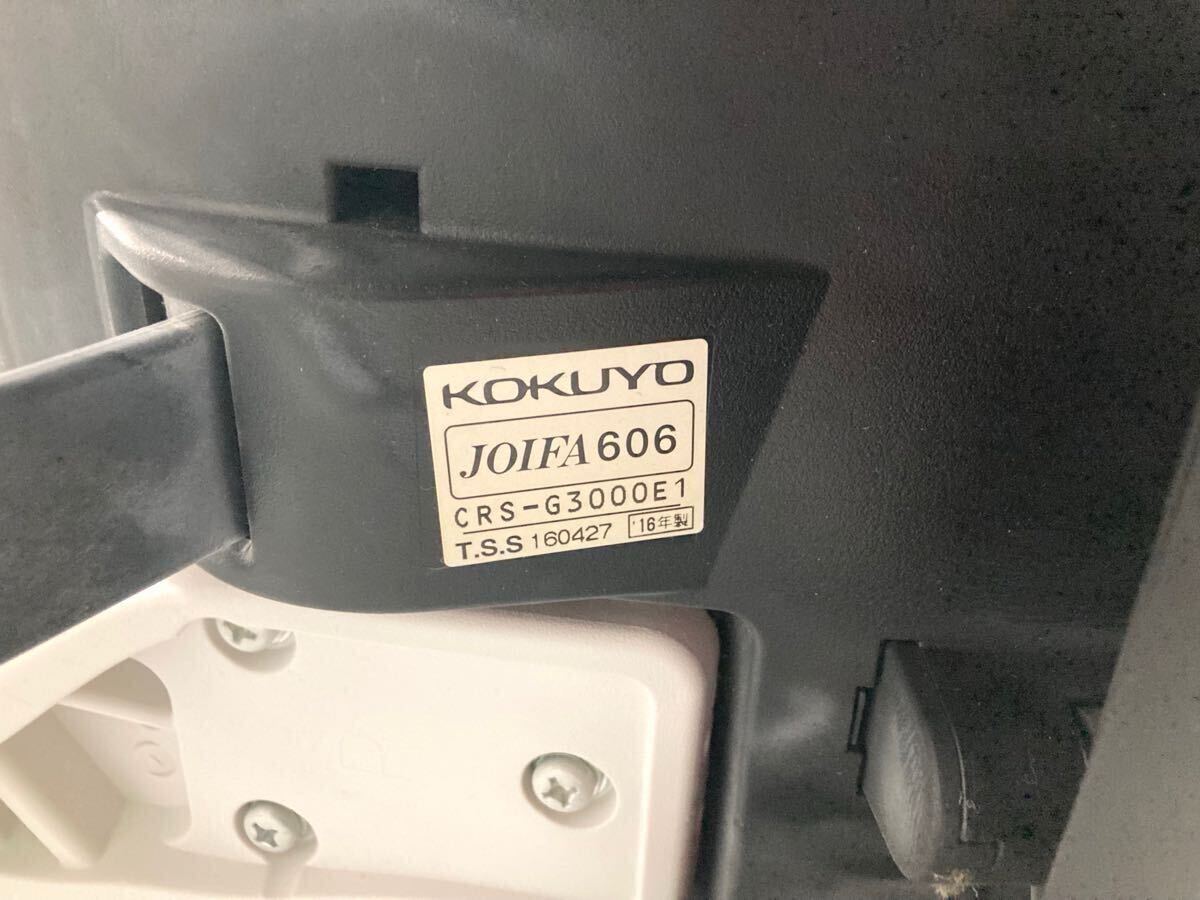 KOKUYO
JOIFA 606
CRS-G3000E1
T.S.S 160427 '16年製